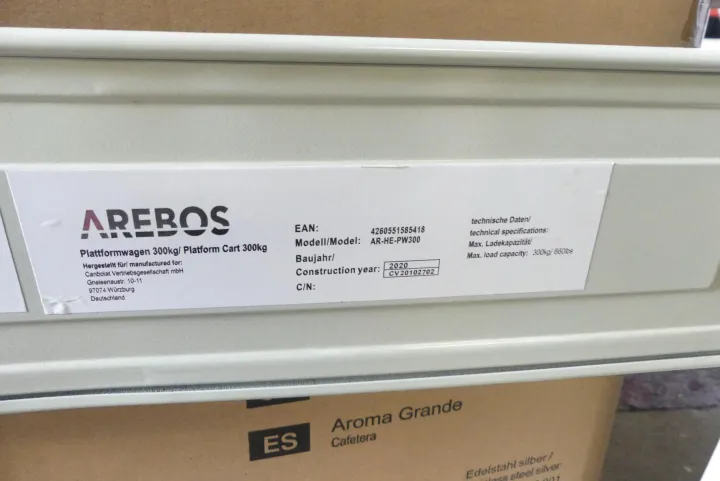 AREBOS
Plattformwagen 300kg/ Platform Cart 300kg
Hergestellt für/ manufactured for:
Canbolat Vertriebsgesellschaft mbH
Gneisenaustr. 10-11
97074 Würzburg
Deutschland
EAN: 4260551585418
Modell/Model: AR-HE-PW300
Baujahr/
Construction year: 2020
C/N: CV20102702
technische Daten/
technical specifications:
Max. Ladekapazität/
Max. load capacity: 300kg/ 660lbs
ES
Aroma Grande
Cafetera
Edelstahl silber /
steel silver